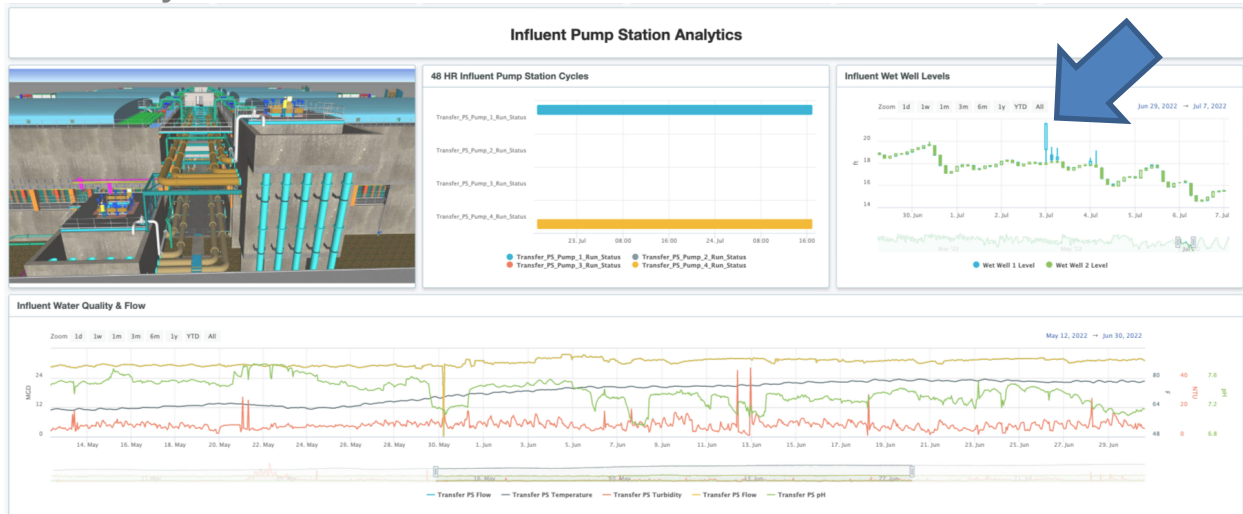 Influent Pump Station Analytics
48 HR Influent Pump Station Cycles
Transfer_PS_Pump_1_Run_Status
Transfer_PS_Pump_2_Run_Status
Transfer_PS_Pump_3_Run_Status
Transfer_PS_Pump_4_Run_Status
23. Jul 08:00 16:00 24. Jul 08:00 16:00
Transfer_PS_Pump_1_Run_Status Transfer_PS_Pump_2_Run_Status
Transfer_PS_Pump_3_Run_Status Transfer_PS_Pump_4_Run_Status
Influent Wet Well Levels
Zoom 1d 1w 1m 3m 6m 1y YTD All Jun 29, 2022 → Jul 7, 2022
20
18
ft
16
14
30. Jun 1. Jul 2. Jul 3. Jul 4. Jul 5. Jul 6. Jul 7. Jul
Wet Well 1 Level Wet Well 2 Level
Influent Water Quality & Flow
Zoom 1d 1w 1m 3m 6m 1y YTD All May 12, 2022 → Jun 30, 2022
24 80 40 7.6
MGD F NTU pH
12 64 20 7.2
0 48 0 6.8
14. May 16. May 18. May 20. May 22. May 24. May 26. May 28. May 30. May 1. Jun 3. Jun 5. Jun 7. Jun 9. Jun 11. Jun 13. Jun 15. Jun 17. Jun 19. Jun 21. Jun 23. Jun 25. Jun 27. Jun 29. Jun
Transfer PS Flow Transfer PS Temperature Transfer PS Turbidity Transfer PS Flow Transfer PS pH